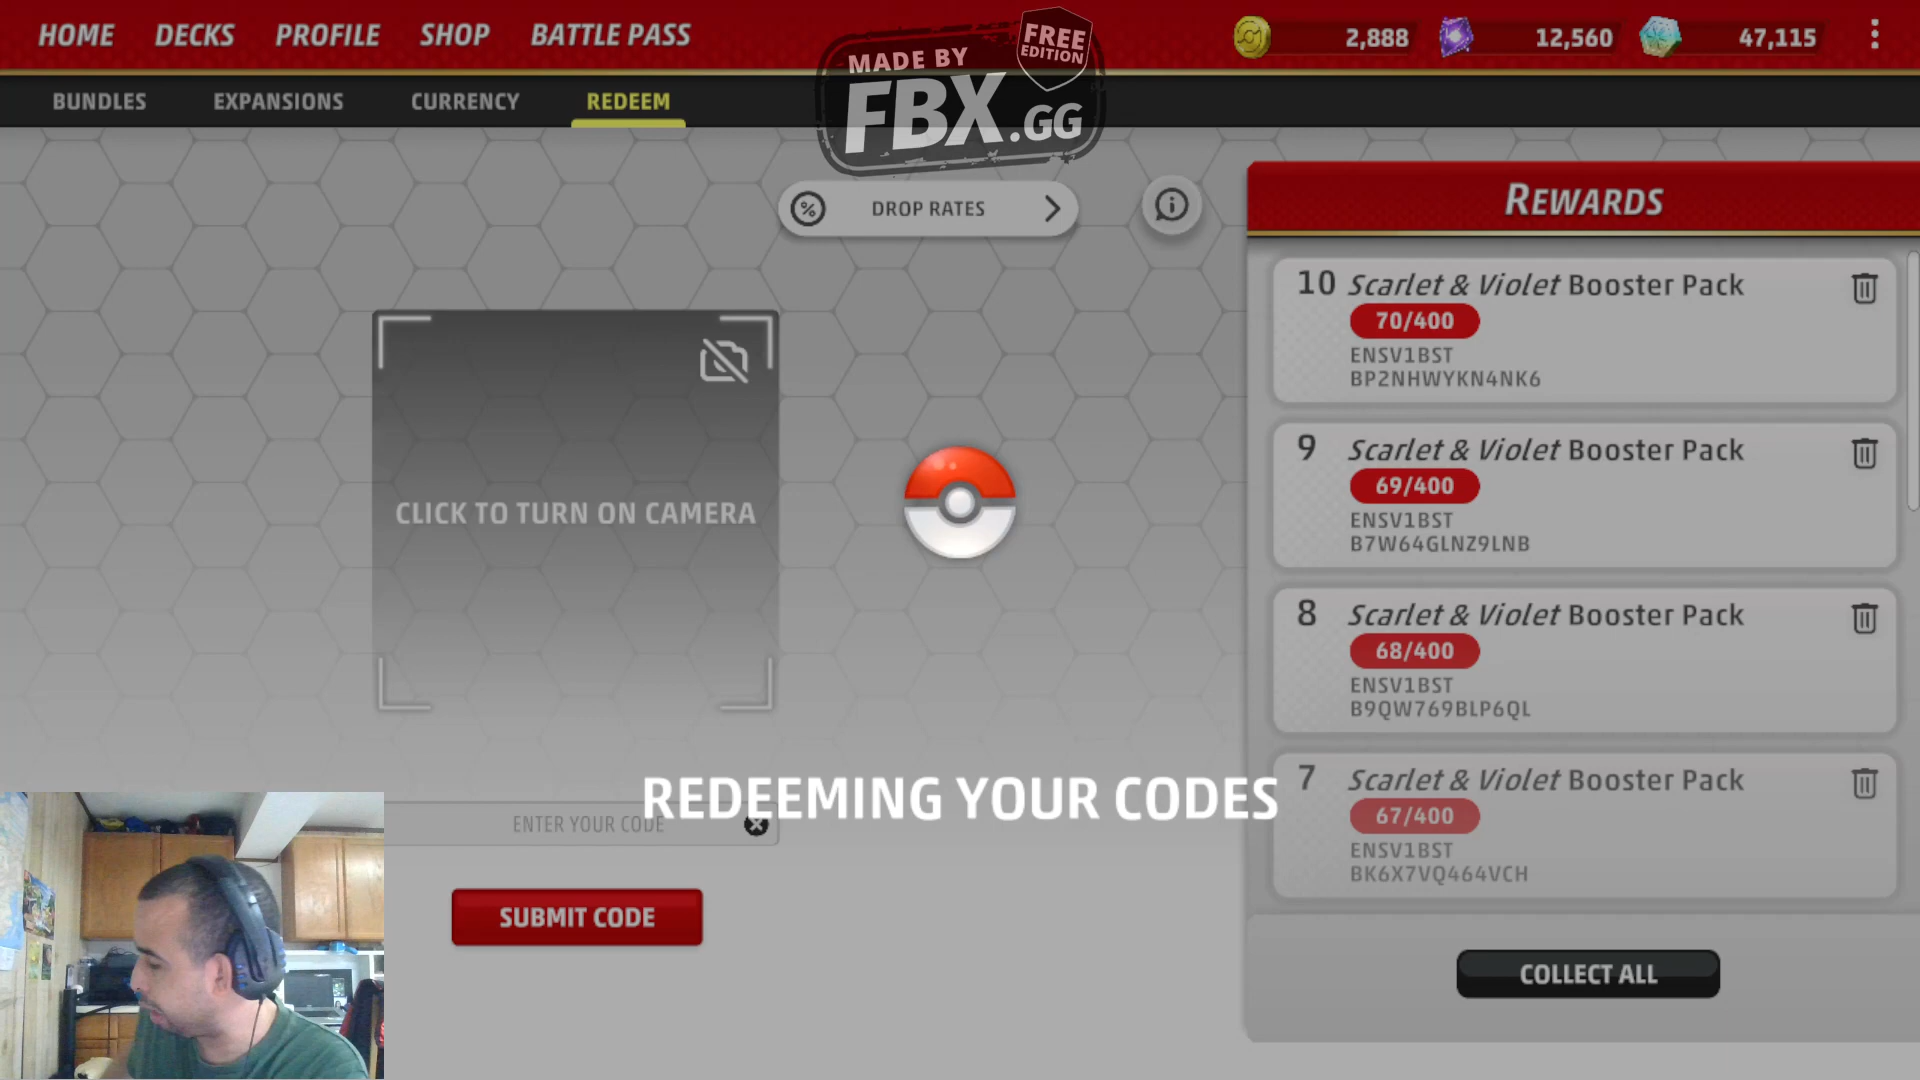 HOME DECKS PROFILE SHOP BATTLE PASS
2,888 12,560 47,115
MADE BY
FBX.GG
FREE
EDITION
BUNDLES EXPANSIONS CURRENCY REDEEM
DROP RATES
CLICK TO TURN ON CAMERA
REDEEMING YOUR CODES
ENTER YOUR CODE
SUBMIT CODE
REWARDS
10 Scarlet & Violet Booster Pack
70/400
ENSV1BST
BP2NHWYKN4NK6
9 Scarlet & Violet Booster Pack
69/400
ENSV1BST
B7W64GLNZ9LNB
8 Scarlet & Violet Booster Pack
68/400
ENSV1BST
B9QW769BLP6QL
7 Scarlet & Violet Booster Pack
67/400
ENSV1BST
BK6X7VQ464VCH
COLLECT ALL